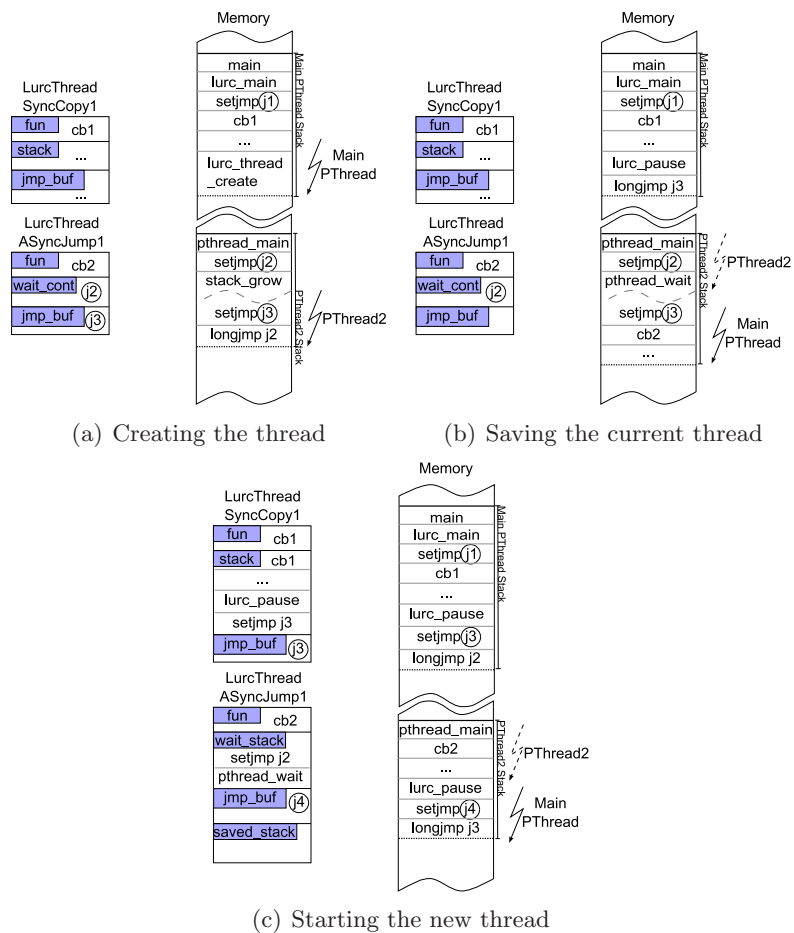 Memory
main
lurc_main
setjmp j1
cb1
...
lurc_thread
_create
Main PThread Stack
Main
PThread
LurcThread
SyncCopy1
fun
cb1
stack
...
jmp_buf
...
LurcThread
ASyncJump1
fun
cb2
wait_cont
j2
jmp_buf
j3
pthread_main
setjmp j2
stack_grow
setjmp j3
longjmp j2
PThread2 Stack
PThread2
(a) Creating the thread
Memory
main
lurc_main
setjmp j1
cb1
...
lurc_pause
longjmp j3
Main PThread Stack
LurcThread
SyncCopy1
fun
cb1
stack
...
jmp_buf
...
LurcThread
ASyncJump1
fun
cb2
wait_cont
j2
jmp_buf
pthread_main
setjmp j2
pthread_wait
setjmp j3
cb2
...
PThread2 Stack
PThread2
Main
PThread
(b) Saving the current thread
Memory
main
lurc_main
setjmp j1
cb1
...
lurc_pause
setjmp j3
longjmp j2
Main PThread Stack
LurcThread
SyncCopy1
fun
cb1
stack
cb1
...
lurc_pause
setjmp j3
jmp_buf
j3
LurcThread
ASyncJump1
fun
cb2
wait_stack
setjmp j2
pthread_wait
jmp_buf
j4
saved_stack
pthread_main
cb2
...
lurc_pause
setjmp j4
longjmp j3
PThread2 Stack
PThread2
Main
PThread
(c) Starting the new thread